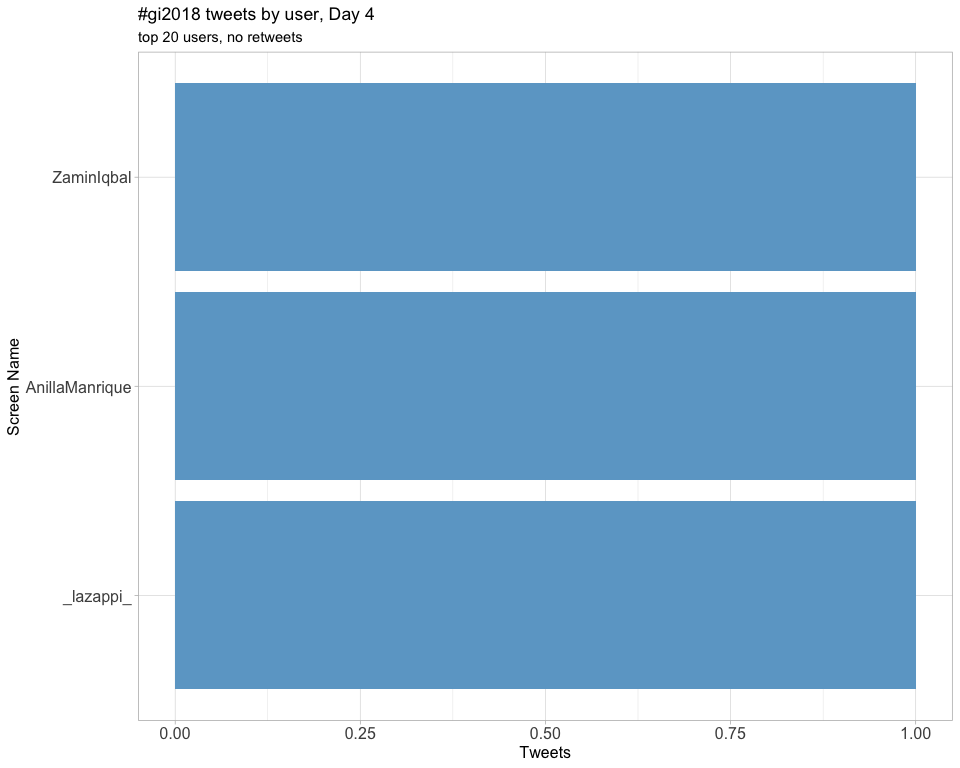 #gi2018 tweets by user, Day 4
top 20 users, no retweets
ZaminIqbal
AnillaManrique
_lazappi_
Screen Name
0.00 0.25 0.50 0.75 1.00
Tweets